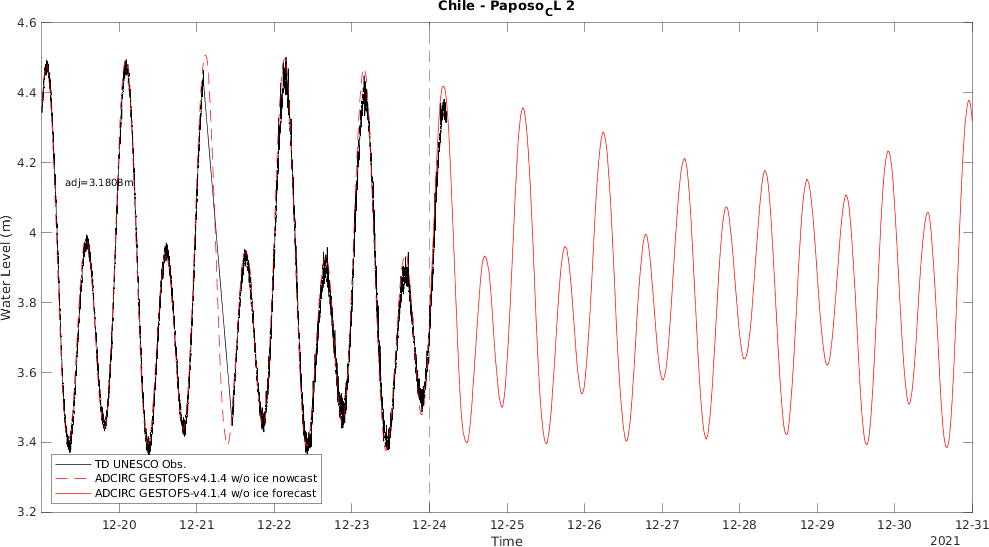 Chile - PaposoCL 2
4.6
4.4
4.2
4
3.8
3.6
3.4
3.2
Water Level (m)
adj=3.1808m
TD UNESCO Obs.
ADCIRC GESTOFS-v4.1.4 w/o ice nowcast
ADCIRC GESTOFS-v4.1.4 w/o ice forecast
12-20 12-21 12-22 12-23 12-24 12-25 12-26 12-27 12-28 12-29 12-30 12-31
Time
2021